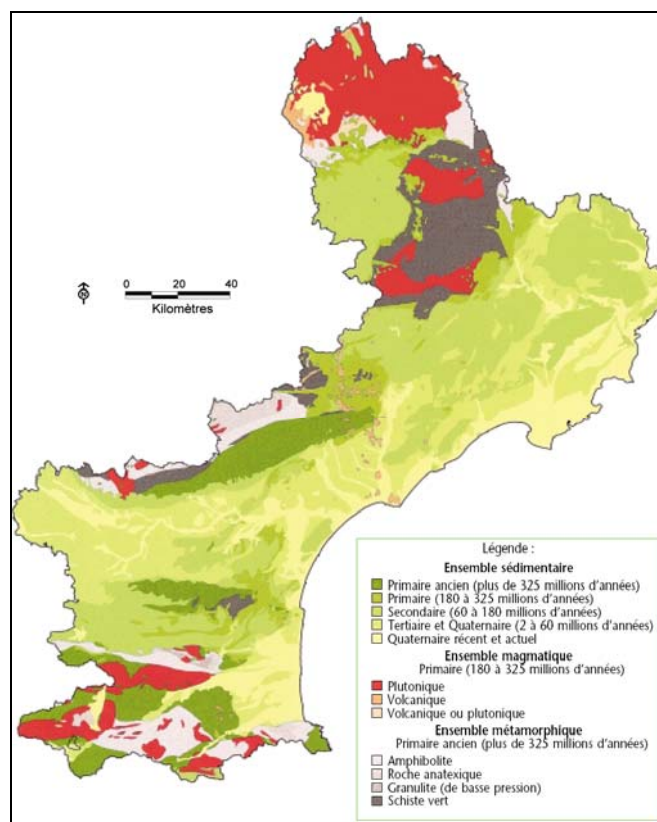 N
0 20 40
Kilomètres
Légende :
Ensemble sédimentaire
Primaire ancien (plus de 325 millions d'années)
Primaire (180 à 325 millions d'années)
Secondaire (60 à 180 millions d'années)
Tertiaire et Quaternaire (2 à 60 millions d'années)
Quaternaire récent et actuel
Ensemble magmatique
Primaire (180 à 325 millions d'années)
Plutonique
Volcanique
Volcanique ou plutonique
Ensemble métamorphique
Primaire ancien (plus de 325 millions d'années)
Amphibolite
Roche anatexique
Granulite (de basse pression)
Schiste vert